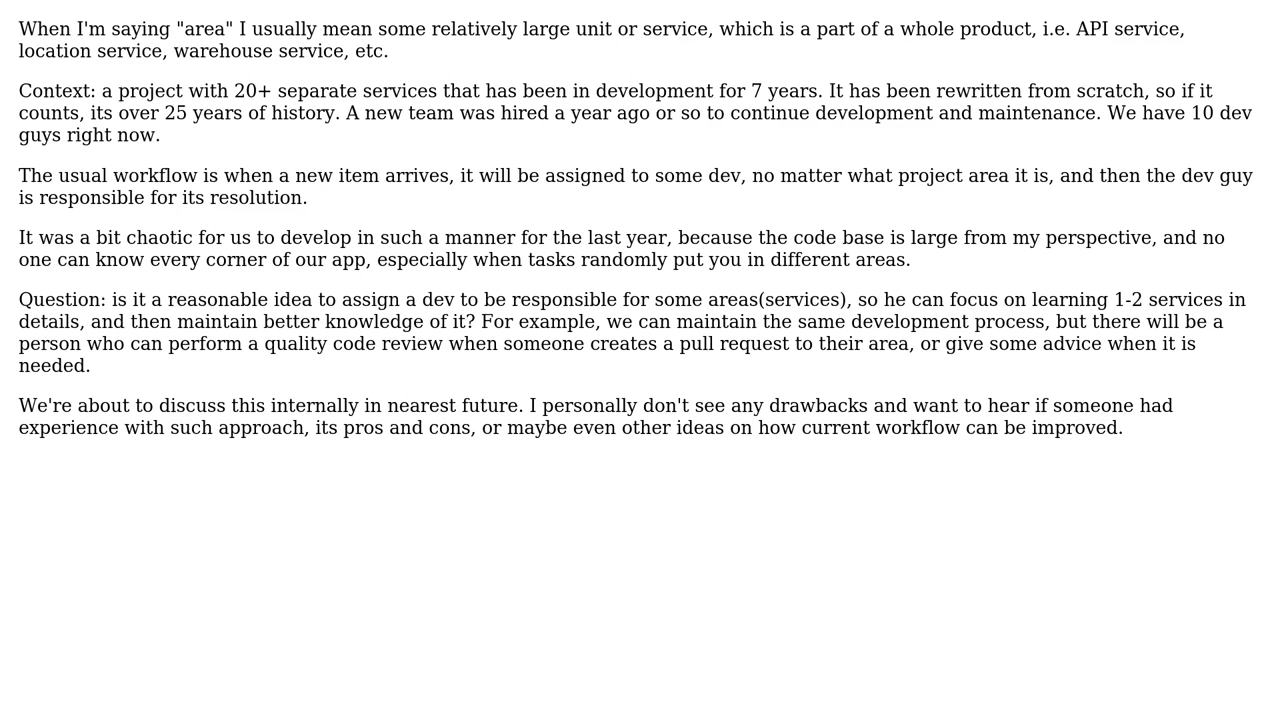 When I'm saying "area" I usually mean some relatively large unit or service, which is a part of a whole product, i.e. API service,
location service, warehouse service, etc.
Context: a project with 20+ separate services that has been in development for 7 years. It has been rewritten from scratch, so if it
counts, its over 25 years of history. A new team was hired a year ago or so to continue development and maintenance. We have 10 dev
guys right now.
The usual workflow is when a new item arrives, it will be assigned to some dev, no matter what project area it is, and then the dev guy
is responsible for its resolution.
It was a bit chaotic for us to develop in such a manner for the last year, because the code base is large from my perspective, and no
one can know every corner of our app, especially when tasks randomly put you in different areas.
Question: is it a reasonable idea to assign a dev to be responsible for some areas(services), so he can focus on learning 1-2 services in
details, and then maintain better knowledge of it? For example, we can maintain the same development process, but there will be a
person who can perform a quality code review when someone creates a pull request to their area, or give some advice when it is
needed.
We're about to discuss this internally in nearest future. I personally don't see any drawbacks and want to hear if someone had
experience with such approach, its pros and cons, or maybe even other ideas on how current workflow can be improved.